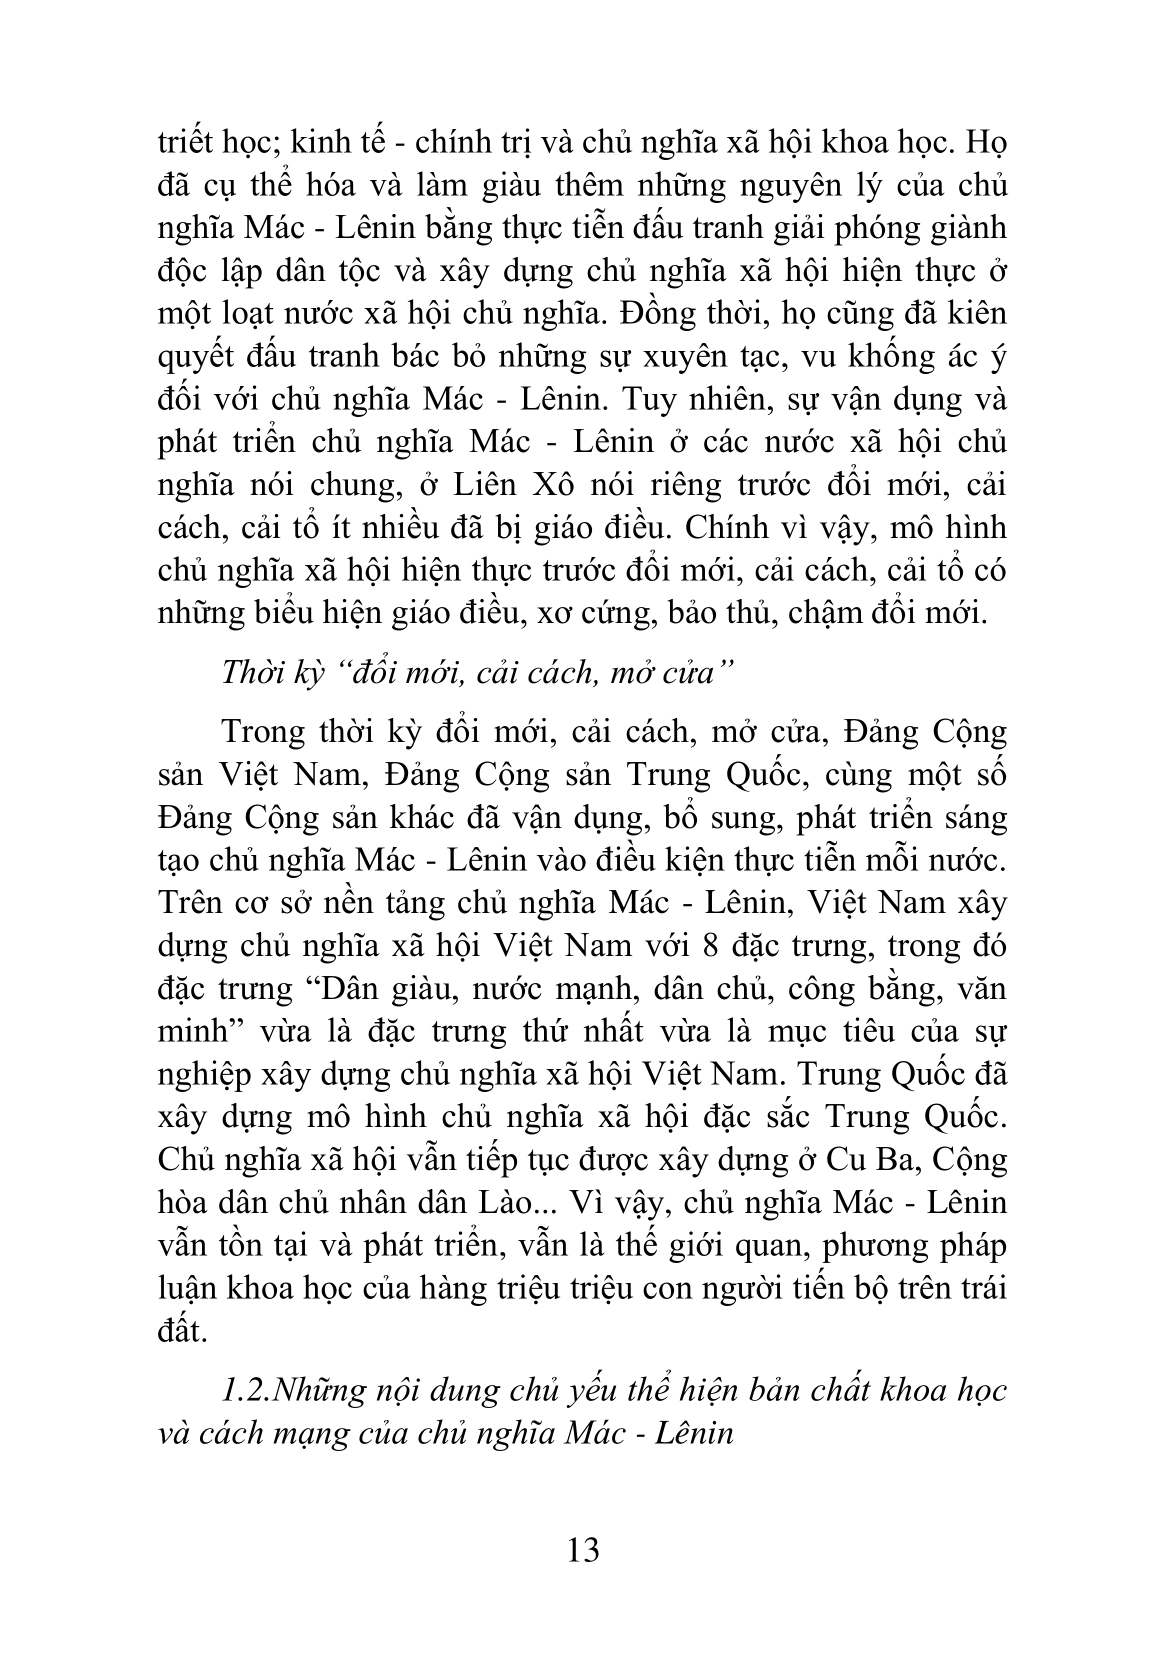 triết học; kinh tế - chính trị và chủ nghĩa xã hội khoa học. Họ
đã cụ thể hóa và làm giàu thêm những nguyên lý của chủ
nghĩa Mác - Lênin bằng thực tiễn đấu tranh giải phóng giành
độc lập dân tộc và xây dựng chủ nghĩa xã hội hiện thực ở
một loạt nước xã hội chủ nghĩa. Đồng thời, họ cũng đã kiên
quyết đấu tranh bác bỏ những sự xuyên tạc, vu khống ác ý
đối với chủ nghĩa Mác - Lênin. Tuy nhiên, sự vận dụng và
phát triển chủ nghĩa Mác - Lênin ở các nước xã hội chủ
nghĩa nói chung, ở Liên Xô nói riêng trước đổi mới, cải
cách, cải tổ ít nhiều đã bị giáo điều. Chính vì vậy, mô hình
chủ nghĩa xã hội hiện thực trước đổi mới, cải cách, cải tổ có
những biểu hiện giáo điều, xơ cứng, bảo thủ, chậm đổi mới.
Thời kỳ “đổi mới, cải cách, mở cửa”
Trong thời kỳ đổi mới, cải cách, mở cửa, Đảng Cộng
sản Việt Nam, Đảng Cộng sản Trung Quốc, cùng một số
Đảng Cộng sản khác đã vận dụng, bổ sung, phát triển sáng
tạo chủ nghĩa Mác - Lênin vào điều kiện thực tiễn mỗi nước.
Trên cơ sở nền tảng chủ nghĩa Mác - Lênin, Việt Nam xây
dựng chủ nghĩa xã hội Việt Nam với 8 đặc trưng, trong đó
đặc trưng “Dân giàu, nước mạnh, dân chủ, công bằng, văn
minh” vừa là đặc trưng thứ nhất vừa là mục tiêu của sự
nghiệp xây dựng chủ nghĩa xã hội Việt Nam. Trung Quốc đã
xây dựng mô hình chủ nghĩa xã hội đặc sắc Trung Quốc.
Chủ nghĩa xã hội vẫn tiếp tục được xây dựng ở Cu Ba, Cộng
hòa dân chủ nhân dân Lào... Vì vậy, chủ nghĩa Mác - Lênin
vẫn tồn tại và phát triển, vẫn là thế giới quan, phương pháp
luận khoa học của hàng triệu triệu con người tiến bộ trên trái
đất.
1.2.Những nội dung chủ yếu thể hiện bản chất khoa học
và cách mạng của chủ nghĩa Mác - Lênin
13